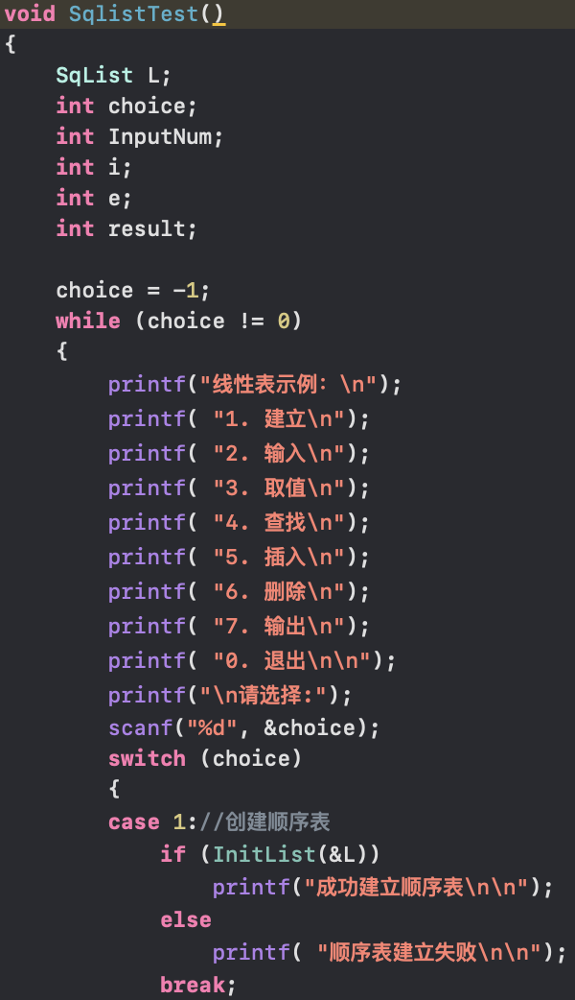 void SqlistTest()
{
    SqList L;
    int choice;
    int InputNum;
    int i;
    int e;
    int result;

    choice = -1;
    while (choice != 0)
    {
        printf("线性表示例：\n");
        printf( "1. 建立\n");
        printf( "2. 输入\n");
        printf( "3. 取值\n");
        printf( "4. 查找\n");
        printf( "5. 插入\n");
        printf( "6. 删除\n");
        printf( "7. 输出\n");
        printf( "0. 退出\n\n");
        printf("\n请选择:");
        scanf("%d", &choice);
        switch (choice)
        {
        case 1://创建顺序表
            if (InitList(&L))
                printf("成功建立顺序表\n\n");
            else
                printf( "顺序表建立失败\n\n");
            break;